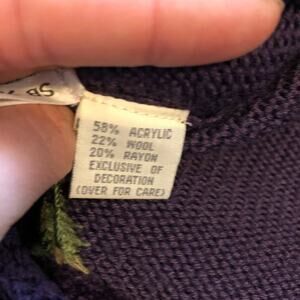 58% ACRYLIC
22% WOOL
20% RAYON
EXCLUSIVE OF
DECORATION
(OVER FOR CARE)